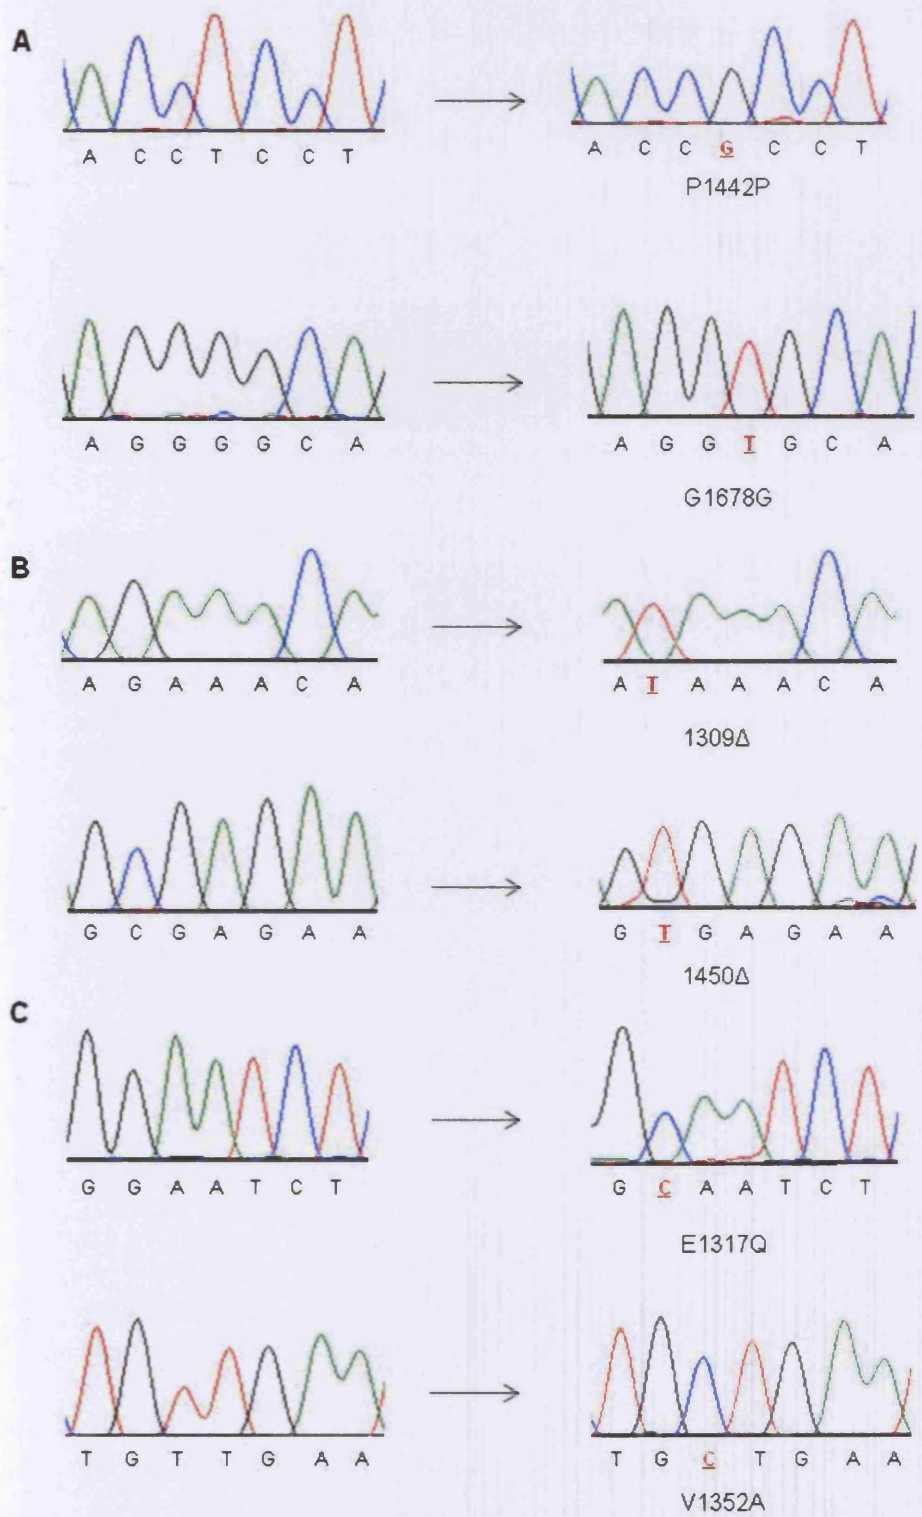 A
A C C T C C T
A C C G C C T
P1442P
A G G G G C A
A G G T G C A
G1678G
B
A G A A A C A
A T A A A C A
1309Δ
G C G A G A A
G T G A G A A
1450Δ
C
G G A A T C T
G C A A T C T
E1317Q
T G T T G A A
T G C T G A A
V1352A